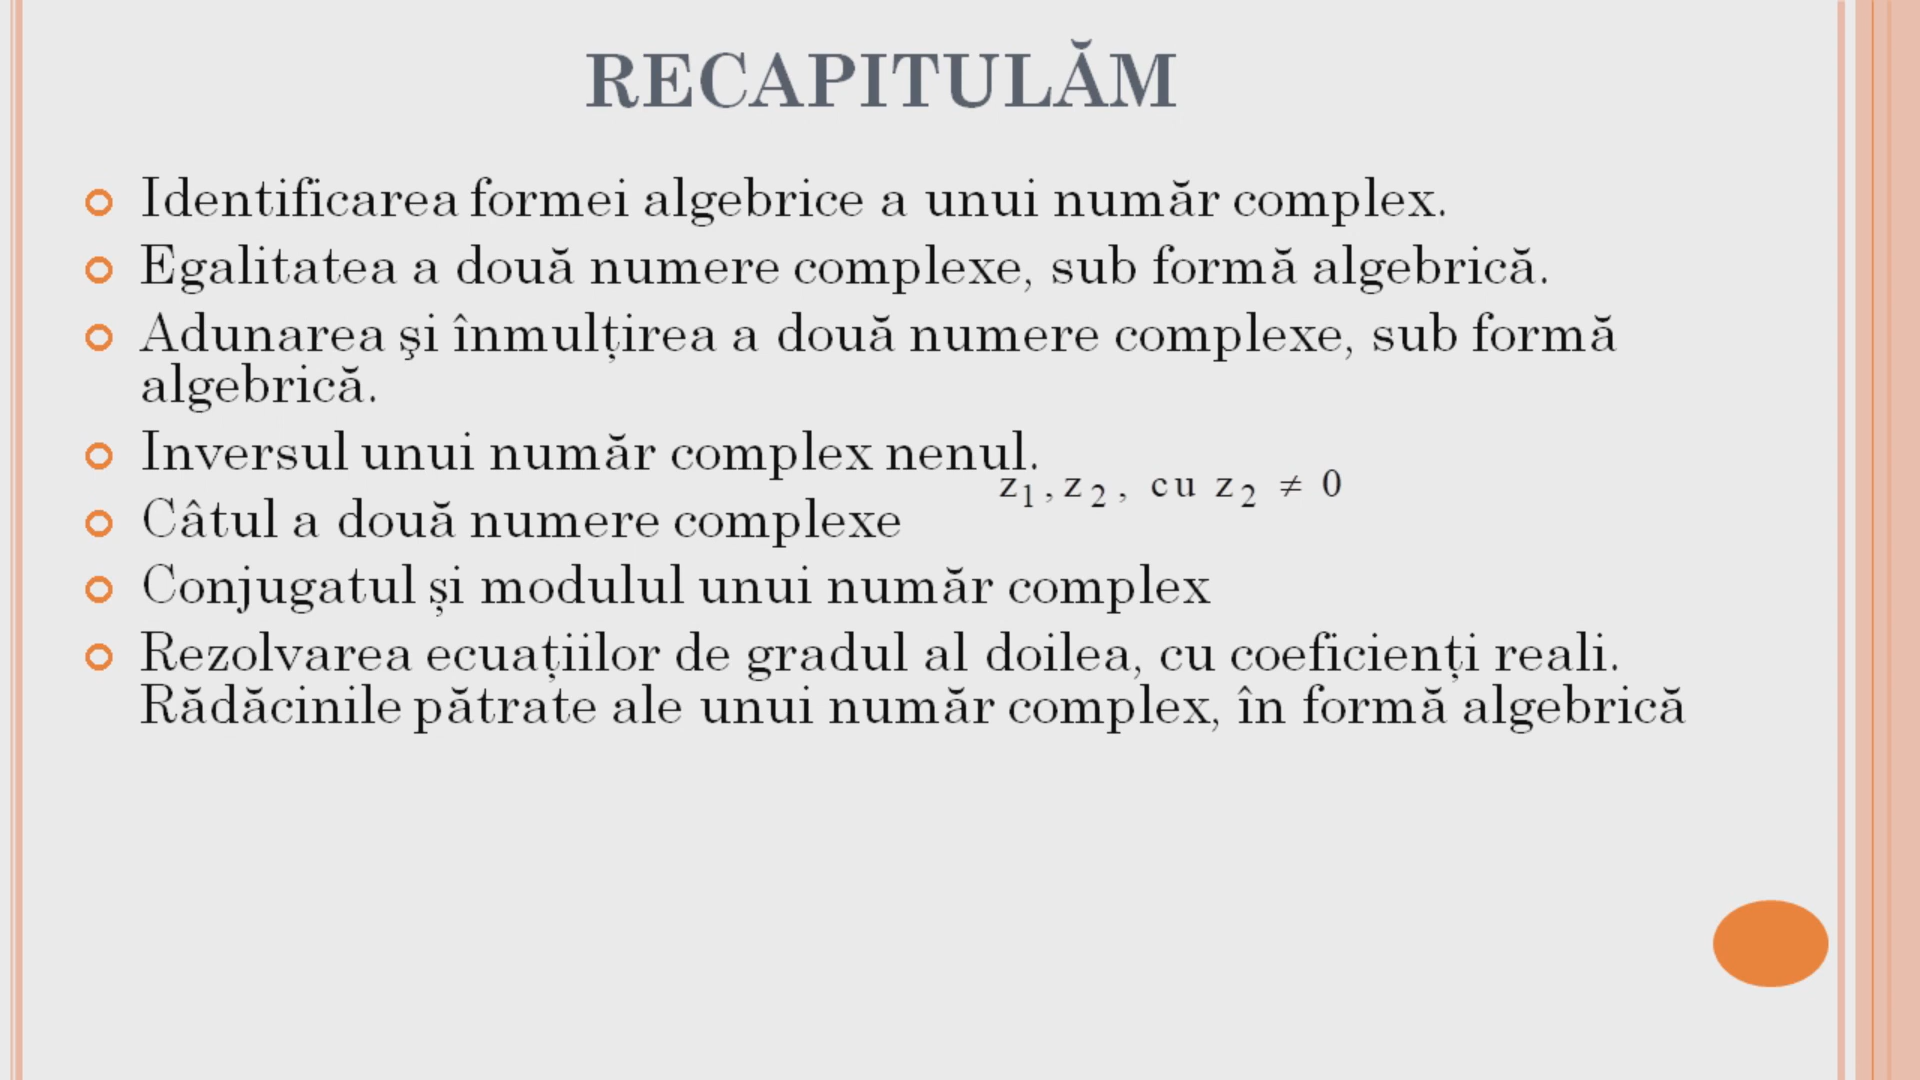 RECAPITULĂM
Identificarea formei algebrice a unui număr complex.
Egalitatea a două numere complexe, sub formă algebrică.
Adunarea şi înmulțirea a două numere complexe, sub formă
algebrică.
Inversul unui număr complex nenul.
Câtul a două numere complexe z₁, z₂, cu z₂ ≠ 0
Conjugatul și modulul unui număr complex
Rezolvarea ecuațiilor de gradul al doilea, cu coeficienți reali.
Rădăcinile pătrate ale unui număr complex, în formă algebrică